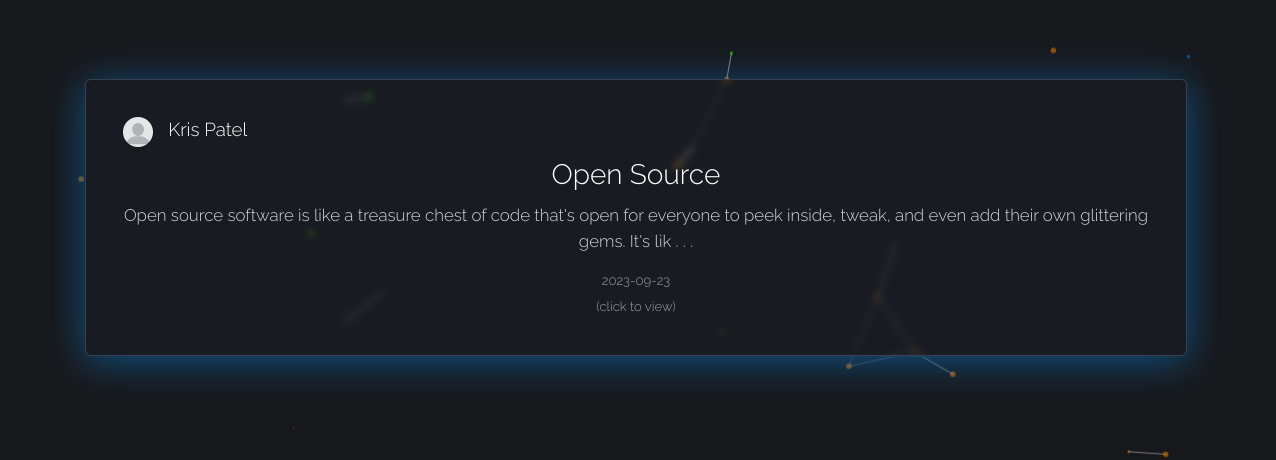 Kris Patel
Open Source
Open source software is like a treasure chest of code that's open for everyone to peek inside, tweak, and even add their own glittering
gems. It's lik . . .
2023-09-23
(click to view)